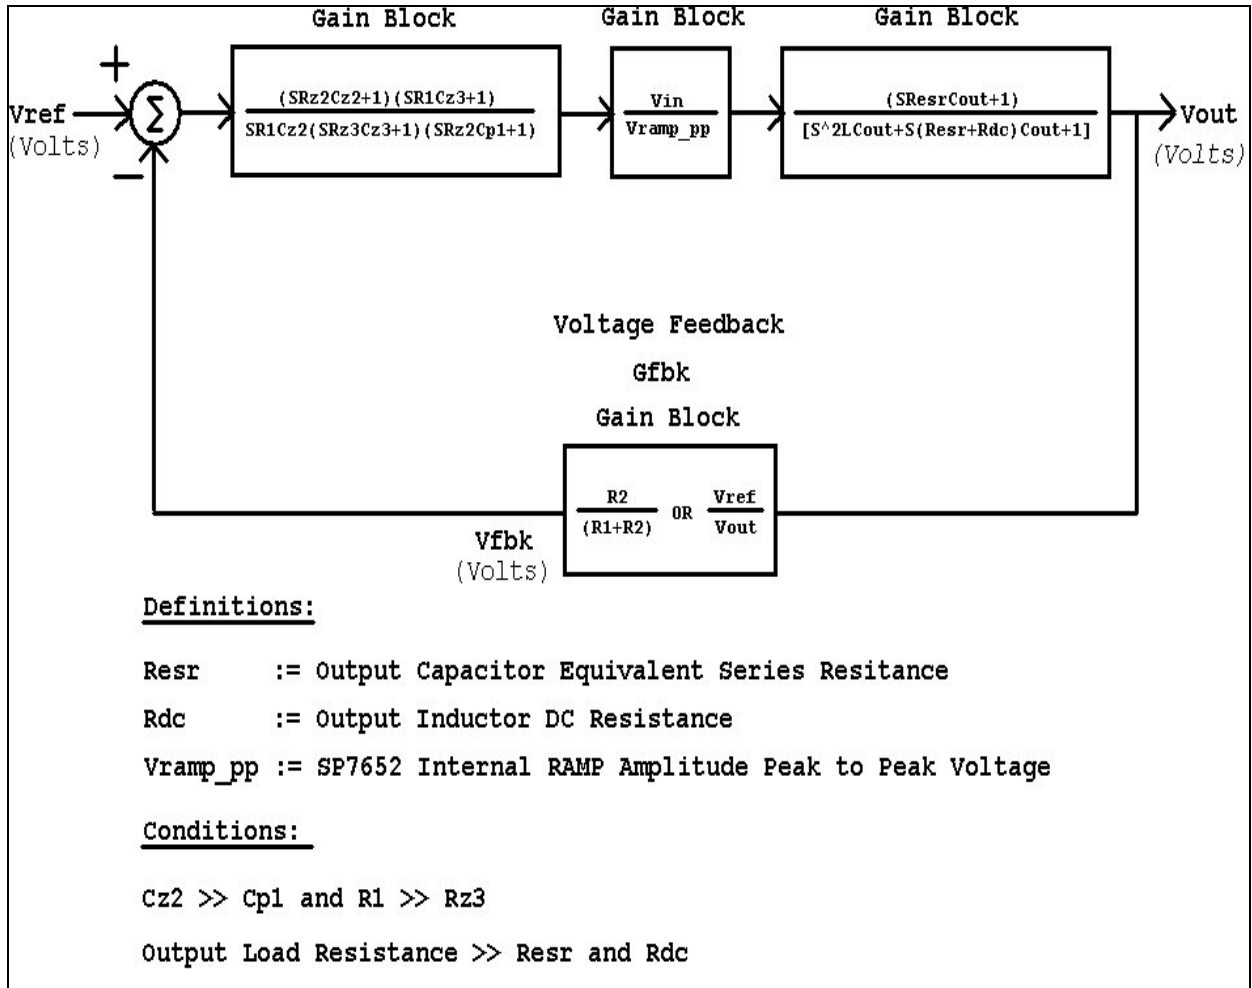 Gain Block Gain Block Gain Block
+
(SRz2Cz2+1)(SR1Cz3+1)
SR1Cz2(SRz3Cz3+1)(SRz2Cp1+1)
Vin
Vramp_pp
(SResrCout+1)
[S^2LCout+S(Resr+Rdc)Cout+1]
Vref
(Volts)
Σ
−
Vout
(Volts)
Voltage Feedback
Gfbk
Gain Block
R2
(R1+R2)
OR
Vref
Vout
Vfbk
(Volts)
Definitions:
Resr := Output Capacitor Equivalent Series Resitance
Rdc := Output Inductor DC Resistance
Vramp_pp := SP7652 Internal RAMP Amplitude Peak to Peak Voltage
Conditions:
Cz2 >> Cp1 and R1 >> Rz3
Output Load Resistance >> Resr and Rdc